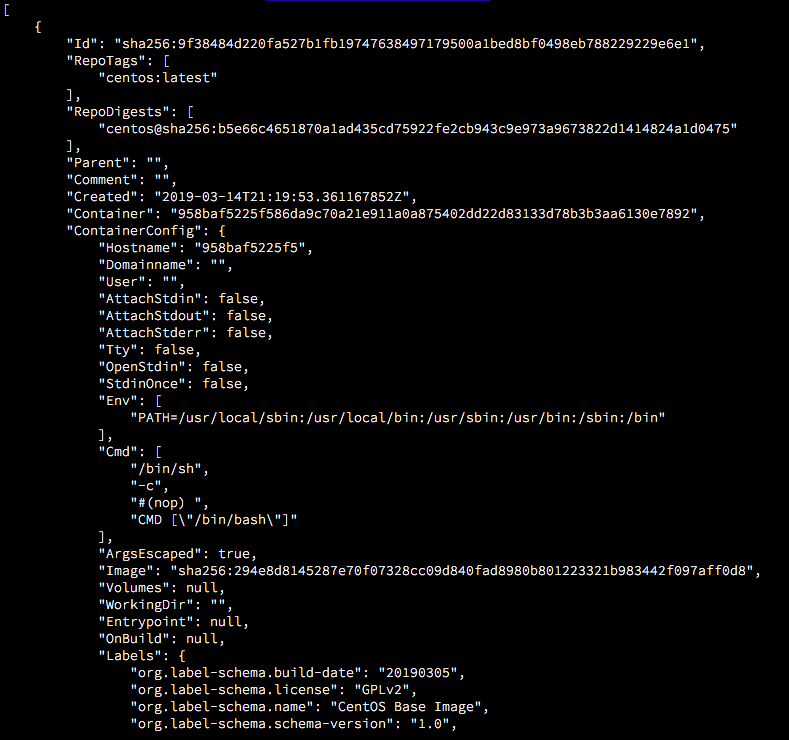 [
    {
        "Id": "sha256:9f38484d220fa527b1fb19747638497179500a1bed8bf0498eb788229229e6e1",
        "RepoTags": [
            "centos:latest"
        ],
        "RepoDigests": [
            "centos@sha256:b5e66c4651870a1ad435cd75922fe2cb943c9e973a9673822d1414824a1d0475"
        ],
        "Parent": "",
        "Comment": "",
        "Created": "2019-03-14T21:19:53.361167852Z",
        "Container": "958baf5225f586da9c70a21e911a0a875402dd22d83133d78b3b3aa6130e7892",
        "ContainerConfig": {
            "Hostname": "958baf5225f5",
            "Domainname": "",
            "User": "",
            "AttachStdin": false,
            "AttachStdout": false,
            "AttachStderr": false,
            "Tty": false,
            "OpenStdin": false,
            "StdinOnce": false,
            "Env": [
                "PATH=/usr/local/sbin:/usr/local/bin:/usr/sbin:/usr/bin:/sbin:/bin"
            ],
            "Cmd": [
                "/bin/sh",
                "-c",
                "#(nop) ",
                "CMD [\"/bin/bash\"]"
            ],
            "ArgsEscaped": true,
            "Image": "sha256:294e8d8145287e70f07328cc09d840fad8980b801223321b983442f097aff0d8",
            "Volumes": null,
            "WorkingDir": "",
            "Entrypoint": null,
            "OnBuild": null,
            "Labels": {
                "org.label-schema.build-date": "20190305",
                "org.label-schema.license": "GPLv2",
                "org.label-schema.name": "CentOS Base Image",
                "org.label-schema.schema-version": "1.0",